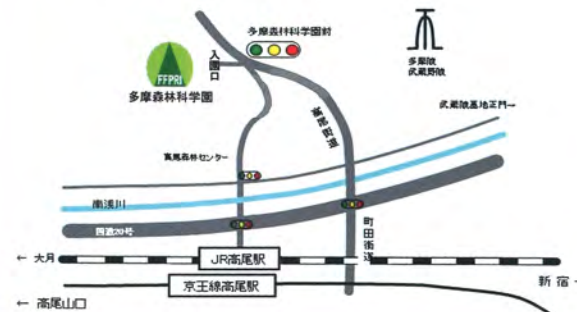 多摩森林科学園前
入園口
FFPRI
多摩森林科学園
多摩陵
武蔵野陵
武蔵陵墓地正門→
高尾森林センター
南浅川
国道20号
町田街道
← 大月
JR高尾駅
京王線高尾駅
新宿
← 高尾山口